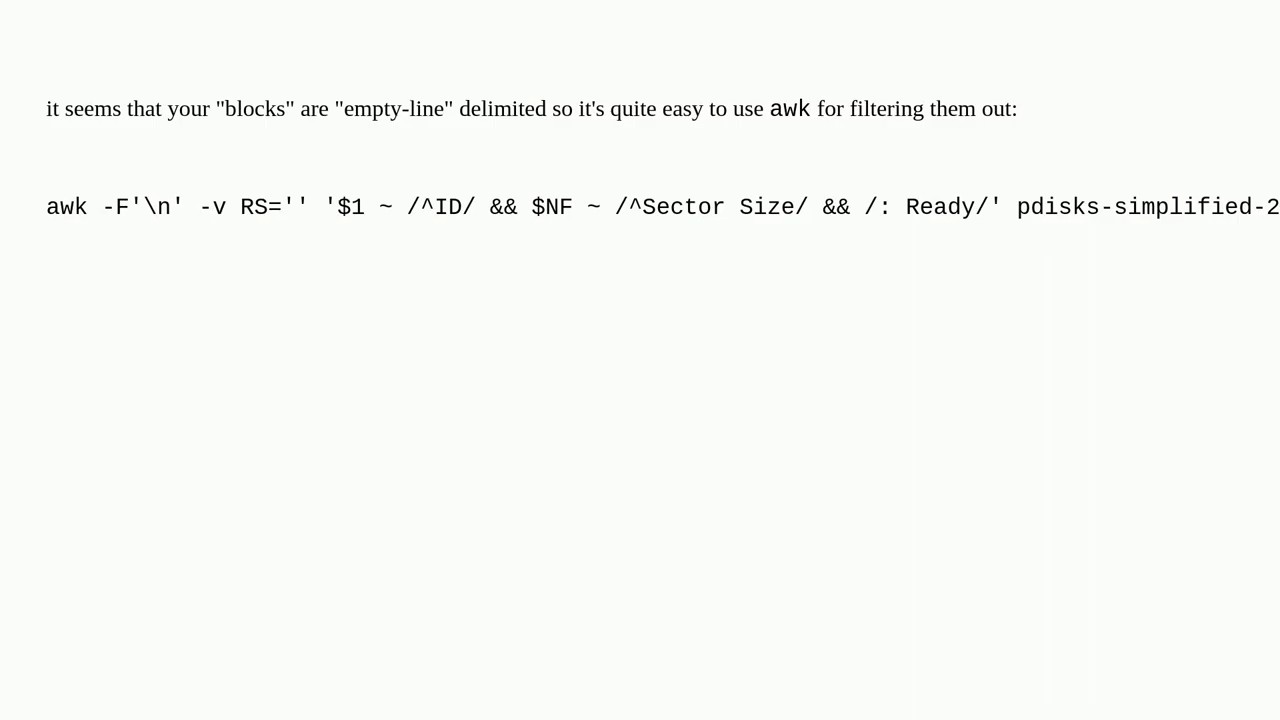 it seems that your "blocks" are "empty-line" delimited so it's quite easy to use awk for filtering them out:
awk -F'\n' -v RS='' '$1 ~ /^ID/ && $NF ~ /^Sector Size/ && /: Ready/' pdisks-simplified-2